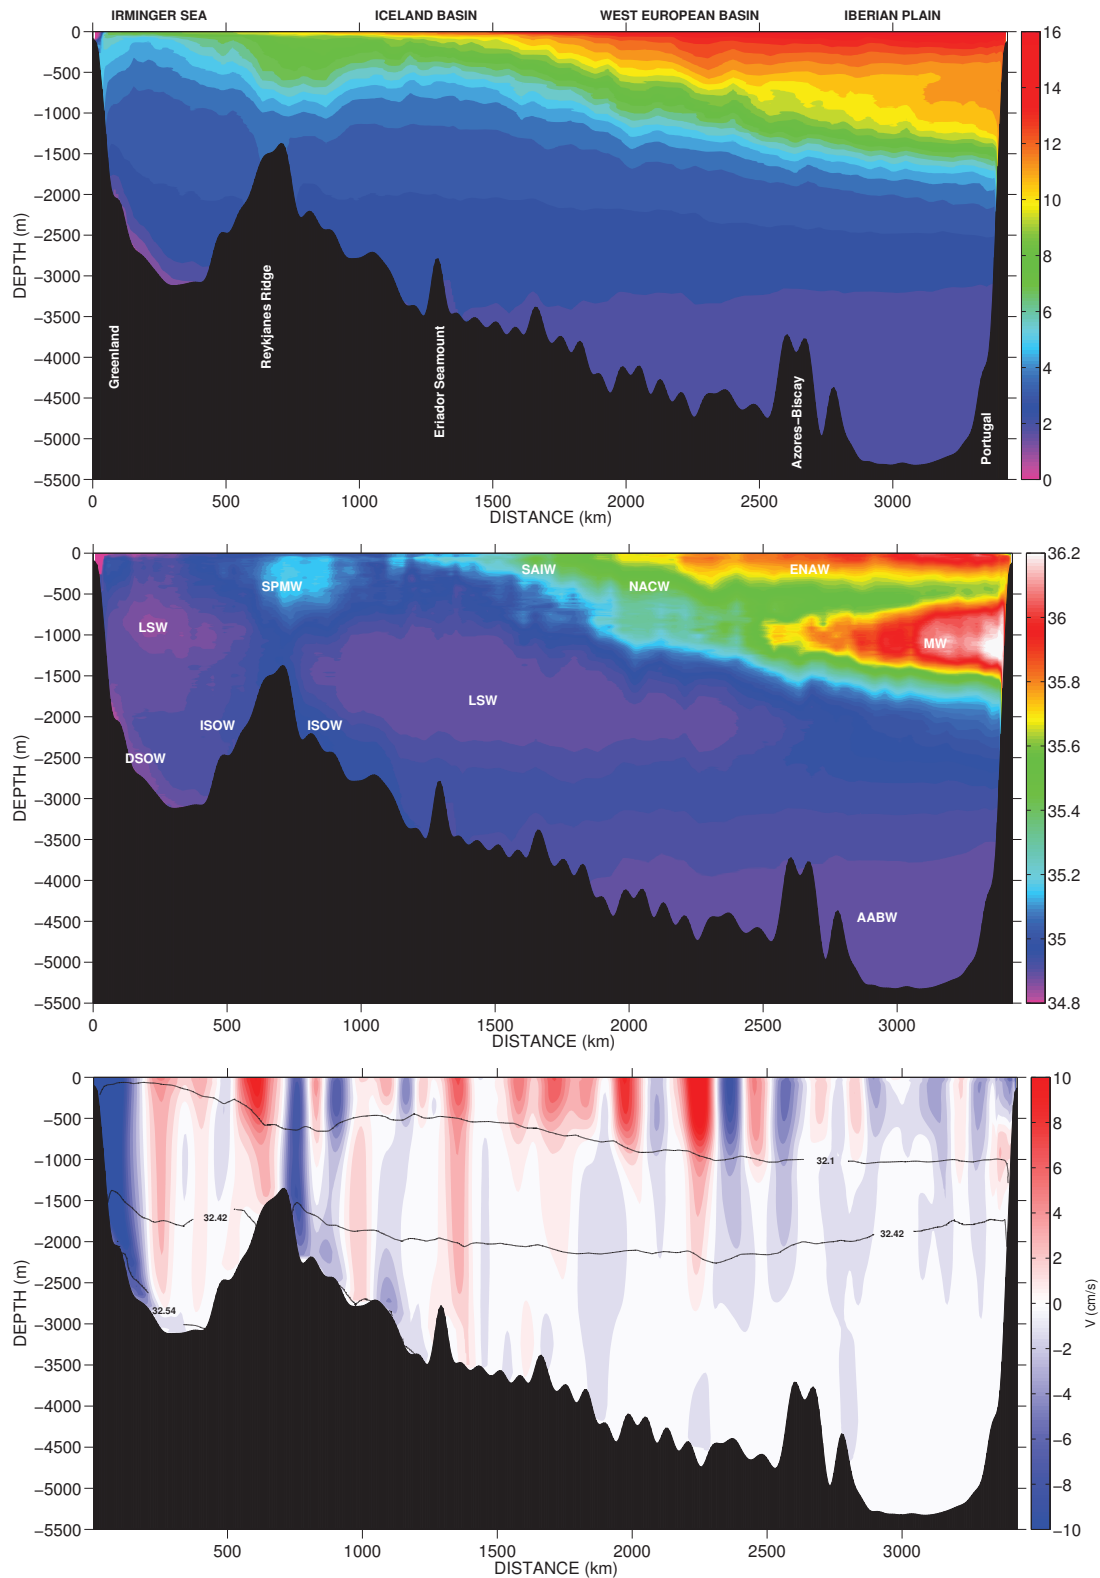 IRMINGER SEA ICELAND BASIN WEST EUROPEAN BASIN IBERIAN PLAIN
0
−500
−1000
−1500
−2000
−2500
−3000
−3500
−4000
−4500
−5000
−5500
DEPTH (m)
Greenland
Reykjanes Ridge
Eriador Seamount
Azores−Biscay
Portugal
16
14
12
10
8
6
4
2
0
0 500 1000 1500 2000 2500 3000
DISTANCE (km)
0
−500
−1000
−1500
−2000
−2500
−3000
−3500
−4000
−4500
−5000
−5500
DEPTH (m)
SAIW ENAW
SPMW NACW
LSW
MW
LSW
ISOW ISOW
DSOW
AABW
36.2
36
35.8
35.6
35.4
35.2
35
34.8
0 500 1000 1500 2000 2500 3000
DISTANCE (km)
0
−500
−1000
−1500
−2000
−2500
−3000
−3500
−4000
−4500
−5000
−5500
DEPTH (m)
32.1
32.42
32.42
32.54
10
8
6
4
2
0
−2
−4
−6
−8
−10
V (cm/s)
500 1000 1500 2000 2500 3000
DISTANCE (km)